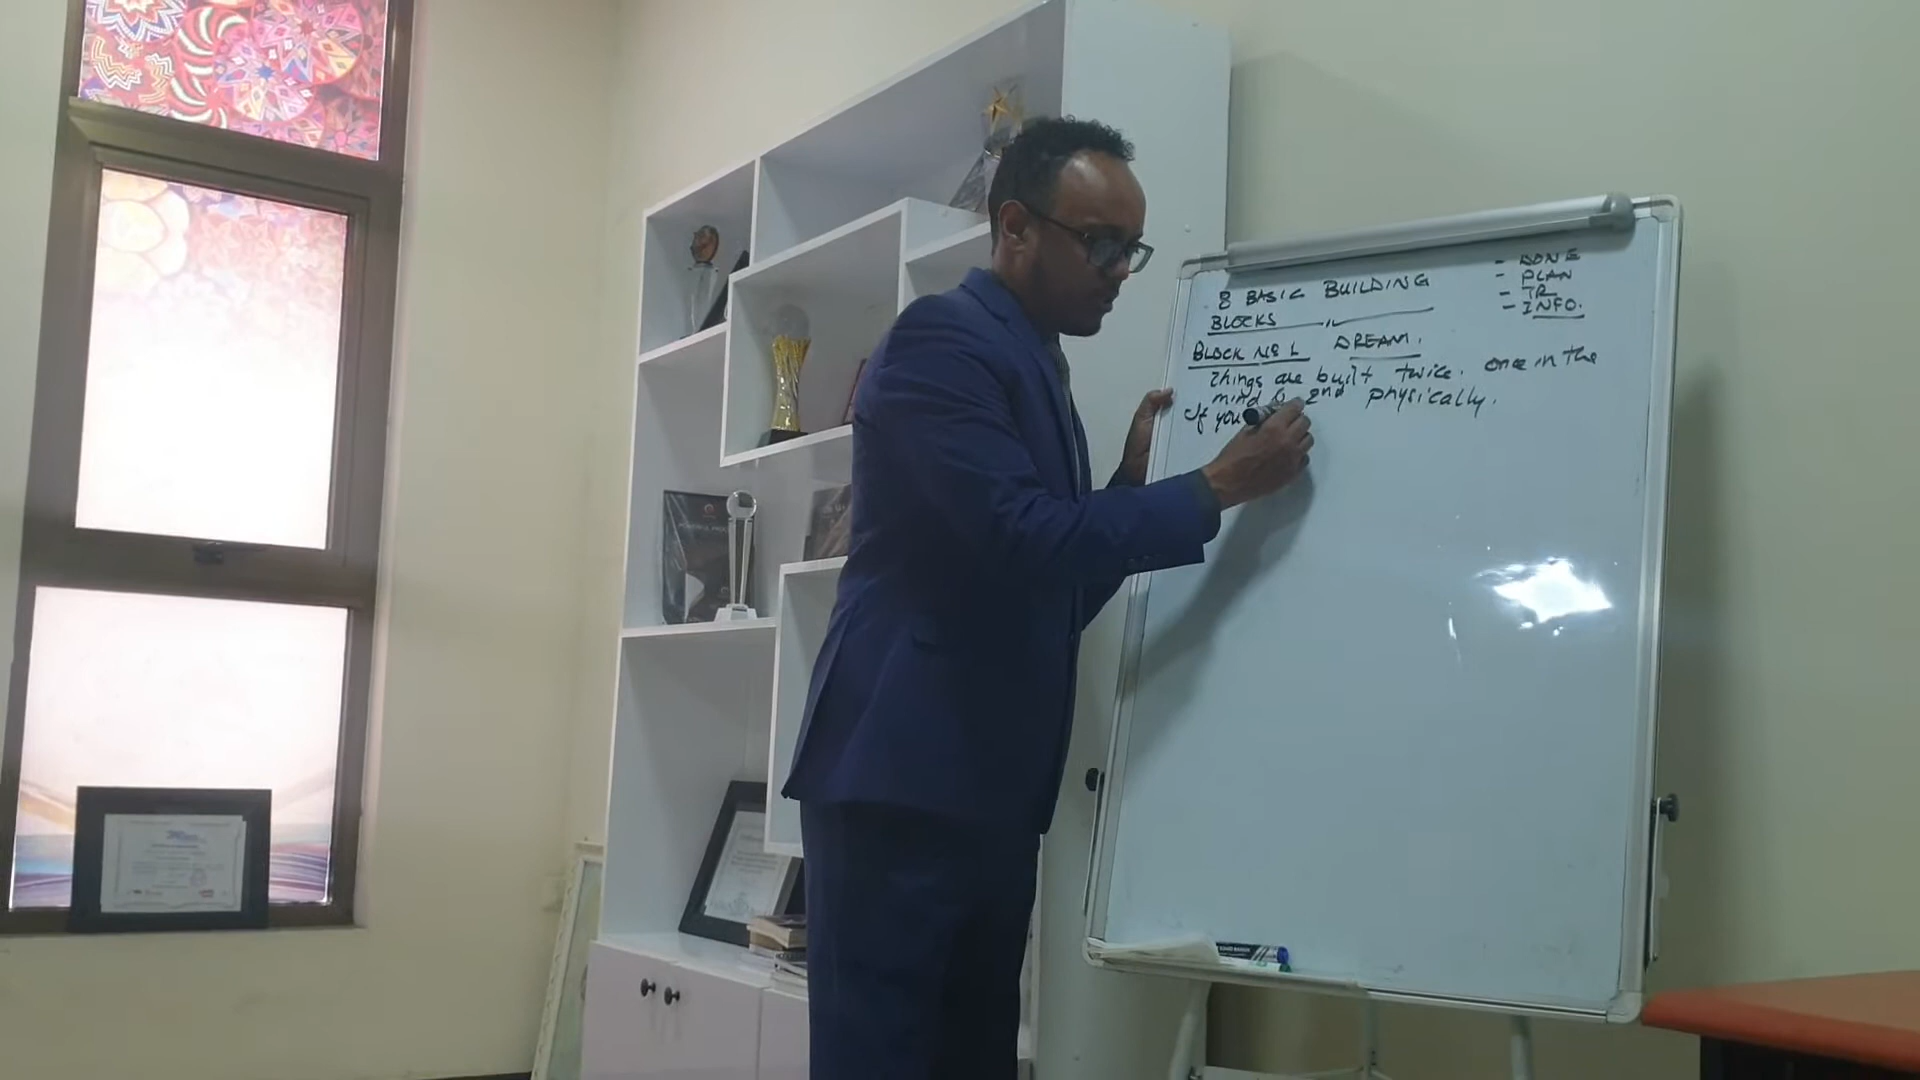 8 BASIC BUILDING
BLOCKS
- DONE
- PLAN
- TR
- INFO.
BLOCK NO 1 DREAM.
Things are built twice. once in the
mind & 2nd physically.
If you